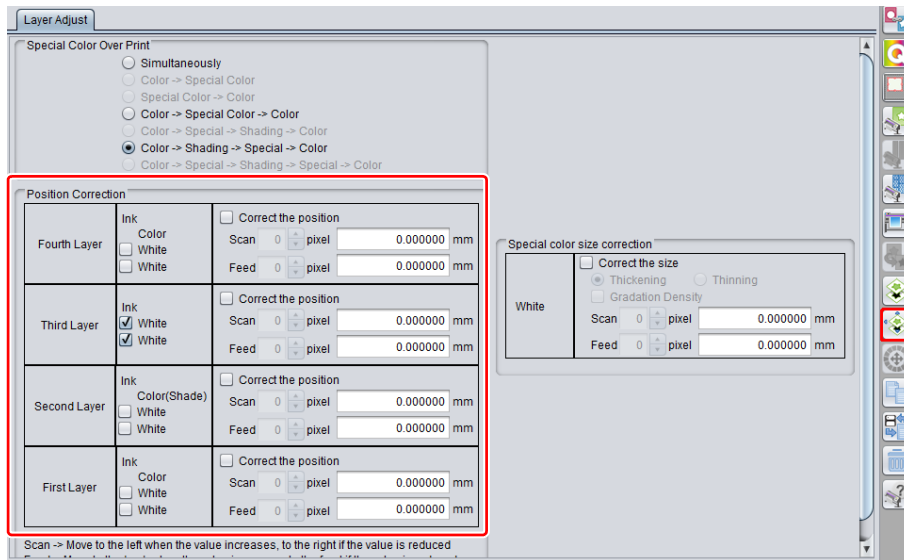 Layer Adjust
Special Color Over Print
Simultaneously
Color -> Special Color
Special Color -> Color
Color -> Special Color -> Color
Color -> Special -> Shading -> Color
Color -> Shading -> Special -> Color
Color -> Special -> Shading -> Special -> Color
Position Correction
Fourth Layer
Ink
Color
White
White
Correct the position
Scan 0 pixel 0.000000 mm
Feed 0 pixel 0.000000 mm
Third Layer
Ink
White
White
Correct the position
Scan 0 pixel 0.000000 mm
Feed 0 pixel 0.000000 mm
Second Layer
Ink
Color(Shade)
White
White
Correct the position
Scan 0 pixel 0.000000 mm
Feed 0 pixel 0.000000 mm
First Layer
Ink
Color
White
White
Correct the position
Scan 0 pixel 0.000000 mm
Feed 0 pixel 0.000000 mm
Scan -> Move to the left when the value increases, to the right if the value is reduced
Special color size correction
White
Correct the size
Thickening Thinning
Gradation Density
Scan 0 pixel 0.000000 mm
Feed 0 pixel 0.000000 mm